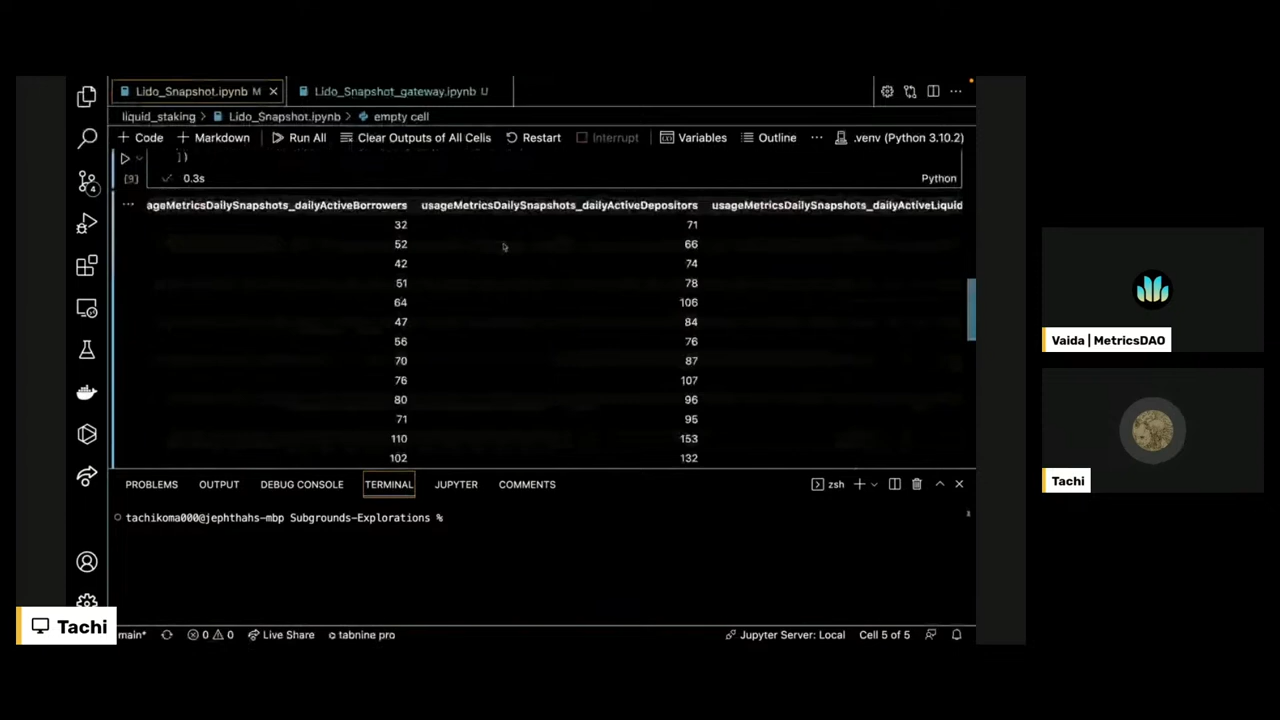 Lido_Snapshot.ipynb M
Lido_Snapshot_gateway.ipynb U
liquid_staking > Lido_Snapshot.ipynb > empty cell
+ Code + Markdown Run All Clear Outputs of All Cells Restart Interrupt Variables Outline ... .venv (Python 3.10.2)
])
[9] 0.3s Python
ageMetricsDailySnapshots_dailyActiveBorrowers usageMetricsDailySnapshots_dailyActiveDepositors usageMetricsDailySnapshots_dailyActiveLiquid
32 71
52 66
42 74
51 78
64 106
47 84
56 76
70 87
76 107
80 96
71 95
110 153
102 132
4
PROBLEMS OUTPUT DEBUG CONSOLE TERMINAL JUPYTER COMMENTS zsh
tachikoma000@jephthahs-mbp Subgrounds-Explorations %
main* 0 0 Live Share tabnine pro Jupyter Server: Local Cell 5 of 5
Tachi
Vaida | MetricsDAO
Tachi